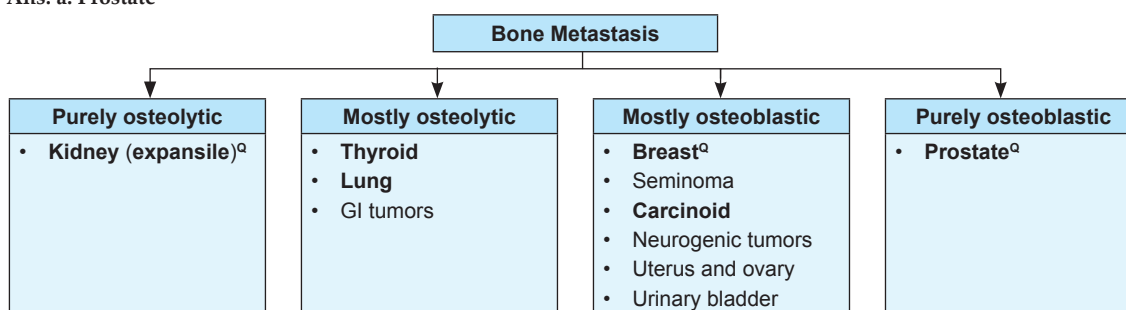 Ans. a. Prostate
Bone Metastasis
Purely osteolytic
• Kidney (expansile)Q
Mostly osteolytic
• Thyroid
• Lung
• GI tumors
Mostly osteoblastic
• BreastQ
• Seminoma
• Carcinoid
• Neurogenic tumors
• Uterus and ovary
• Urinary bladder
Purely osteoblastic
• ProstateQ